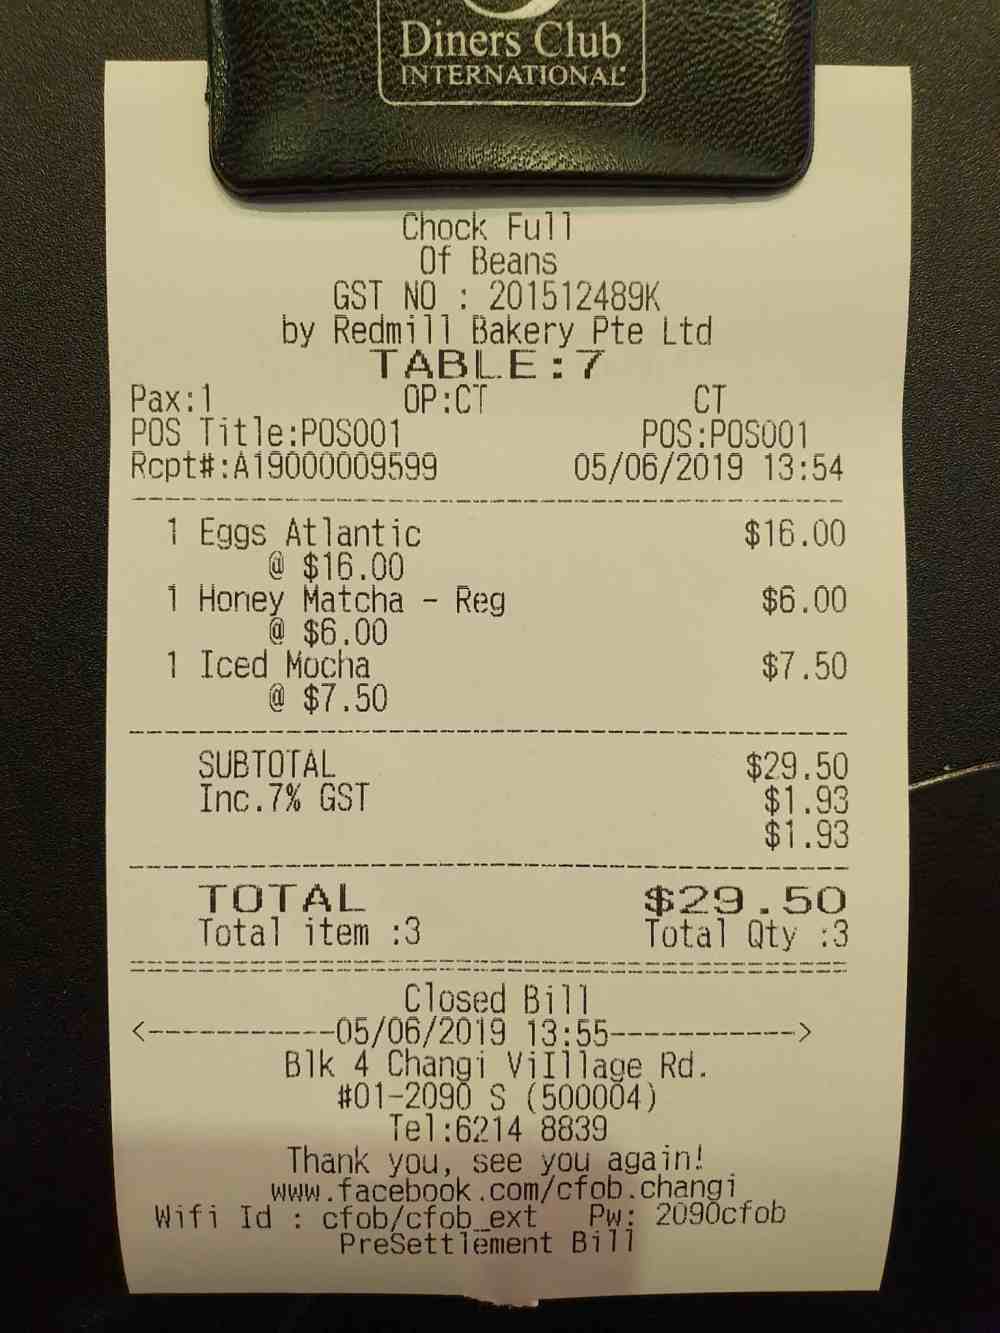 Diners Club
INTERNATIONAL®
Chock Full
Of Beans
GST NO : 201512489K
by Redmill Bakery Pte Ltd
TABLE:7
Pax:1 OP:CT CT
POS Title:POS001 POS:POS001
Rcpt#:A19000009599 05/06/2019 13:54
1 Eggs Atlantic $16.00
@ $16.00
1 Honey Matcha - Reg $6.00
@ $6.00
1 Iced Mocha $7.50
@ $7.50
SUBTOTAL $29.50
Inc.7% GST $1.93
$1.93
TOTAL $29.50
Total item :3 Total Qty :3
Closed Bill
<-----------05/06/2019 13:55----------->
Blk 4 Changi ViIllage Rd.
#01-2090 S (500004)
Tel:6214 8839
Thank you, see you again!
www.facebook.com/cfob.changi
Wifi Id : cfob/cfob_ext Pw: 2090cfob
PreSettlement Bill